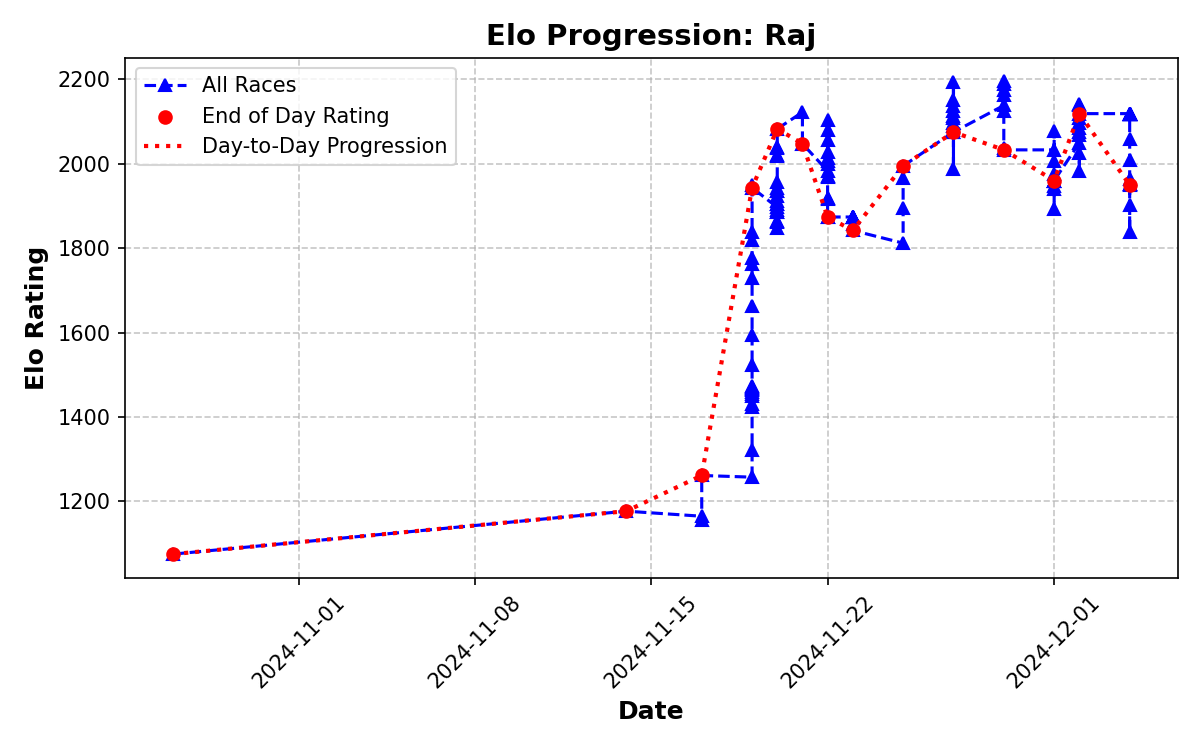 Elo Progression: Raj
All Races
End of Day Rating
Day-to-Day Progression
Elo Rating
2200
2000
1800
1600
1400
1200
2024-11-01
2024-11-08
2024-11-15
2024-11-22
2024-12-01
Date